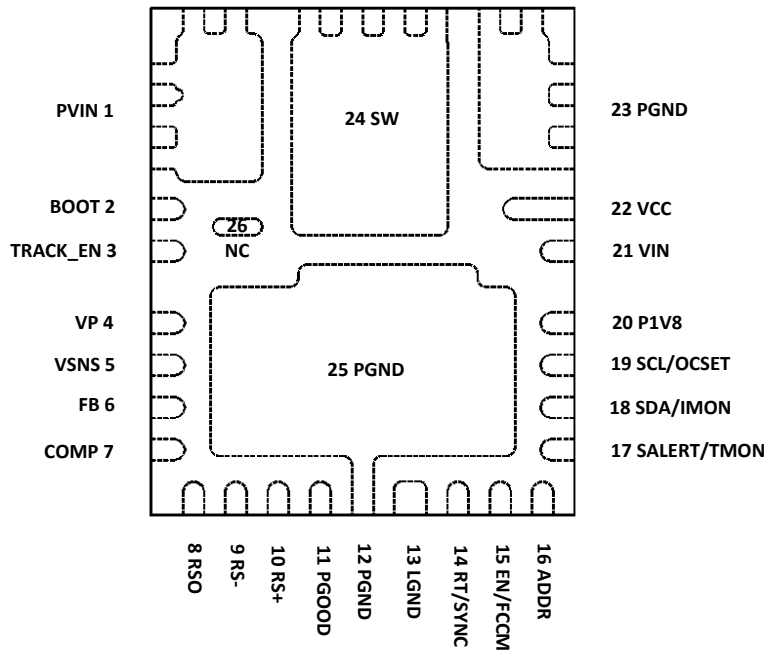 PVIN 1
24 SW
23 PGND
BOOT 2
26
NC
22 VCC
TRACK_EN 3
21 VIN
VP 4
20 P1V8
VSNS 5
25 PGND
19 SCL/OCSET
FB 6
18 SDA/IMON
COMP 7
17 SALERT/TMON
8 RSO
9 RS-
10 RS+
11 PGOOD
12 PGND
13 LGND
14 RT/SYNC
15 EN/FCCM
16 ADDR